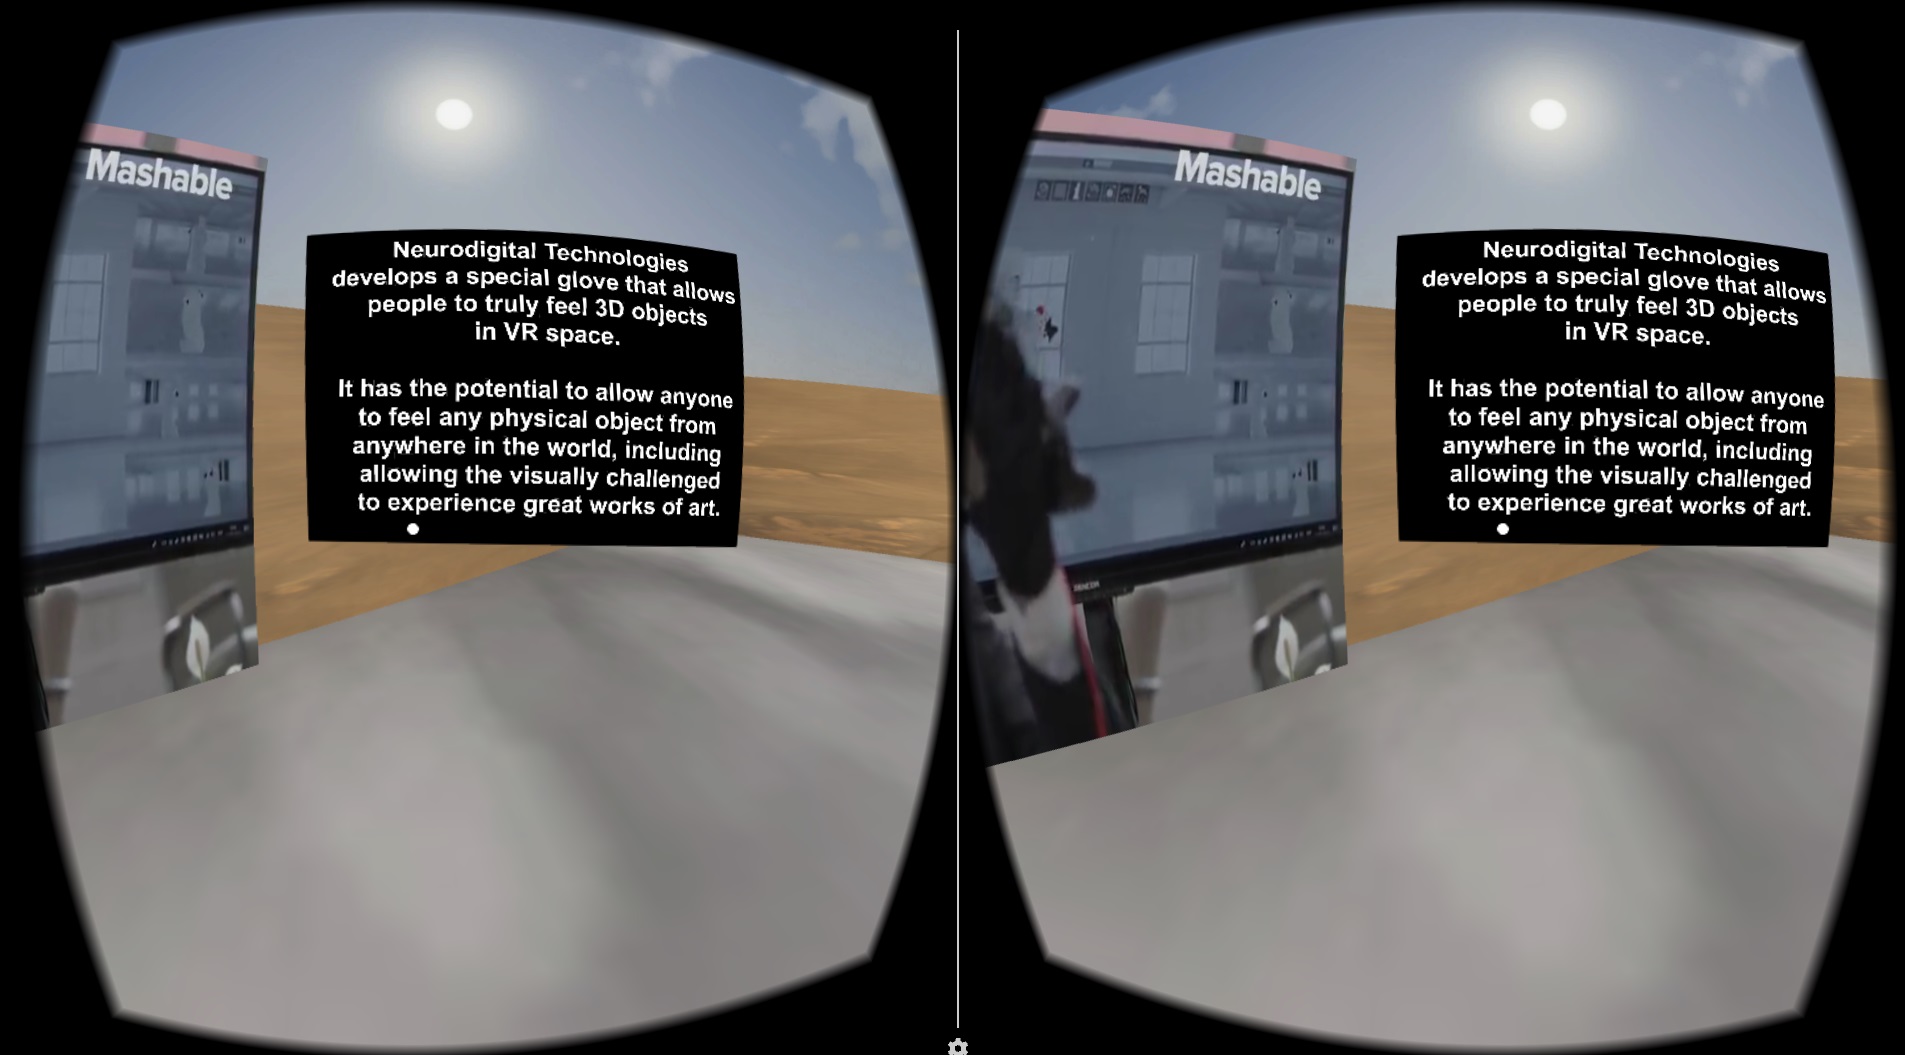 Mashable
Neurodigital Technologies
develops a special glove that allows
people to truly feel 3D objects
in VR space.
It has the potential to allow anyone
to feel any physical object from
anywhere in the world, including
allowing the visually challenged
to experience great works of art.
Mashable
Neurodigital Technologies
develops a special glove that allows
people to truly feel 3D objects
in VR space.
It has the potential to allow anyone
to feel any physical object from
anywhere in the world, including
allowing the visually challenged
to experience great works of art.